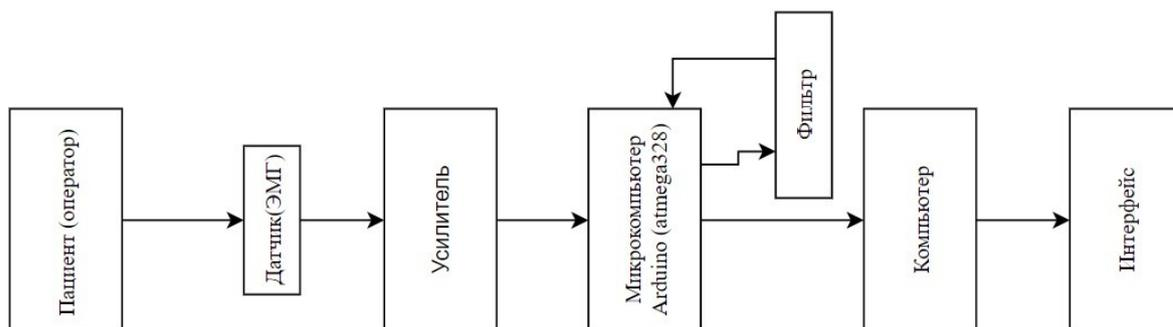 Пациент (оператор)
Датчик(ЭМГ)
Усилитель
Микрокомпьютер
Arduino (atmega328)
Фильтр
Компьютер
Интерфейс